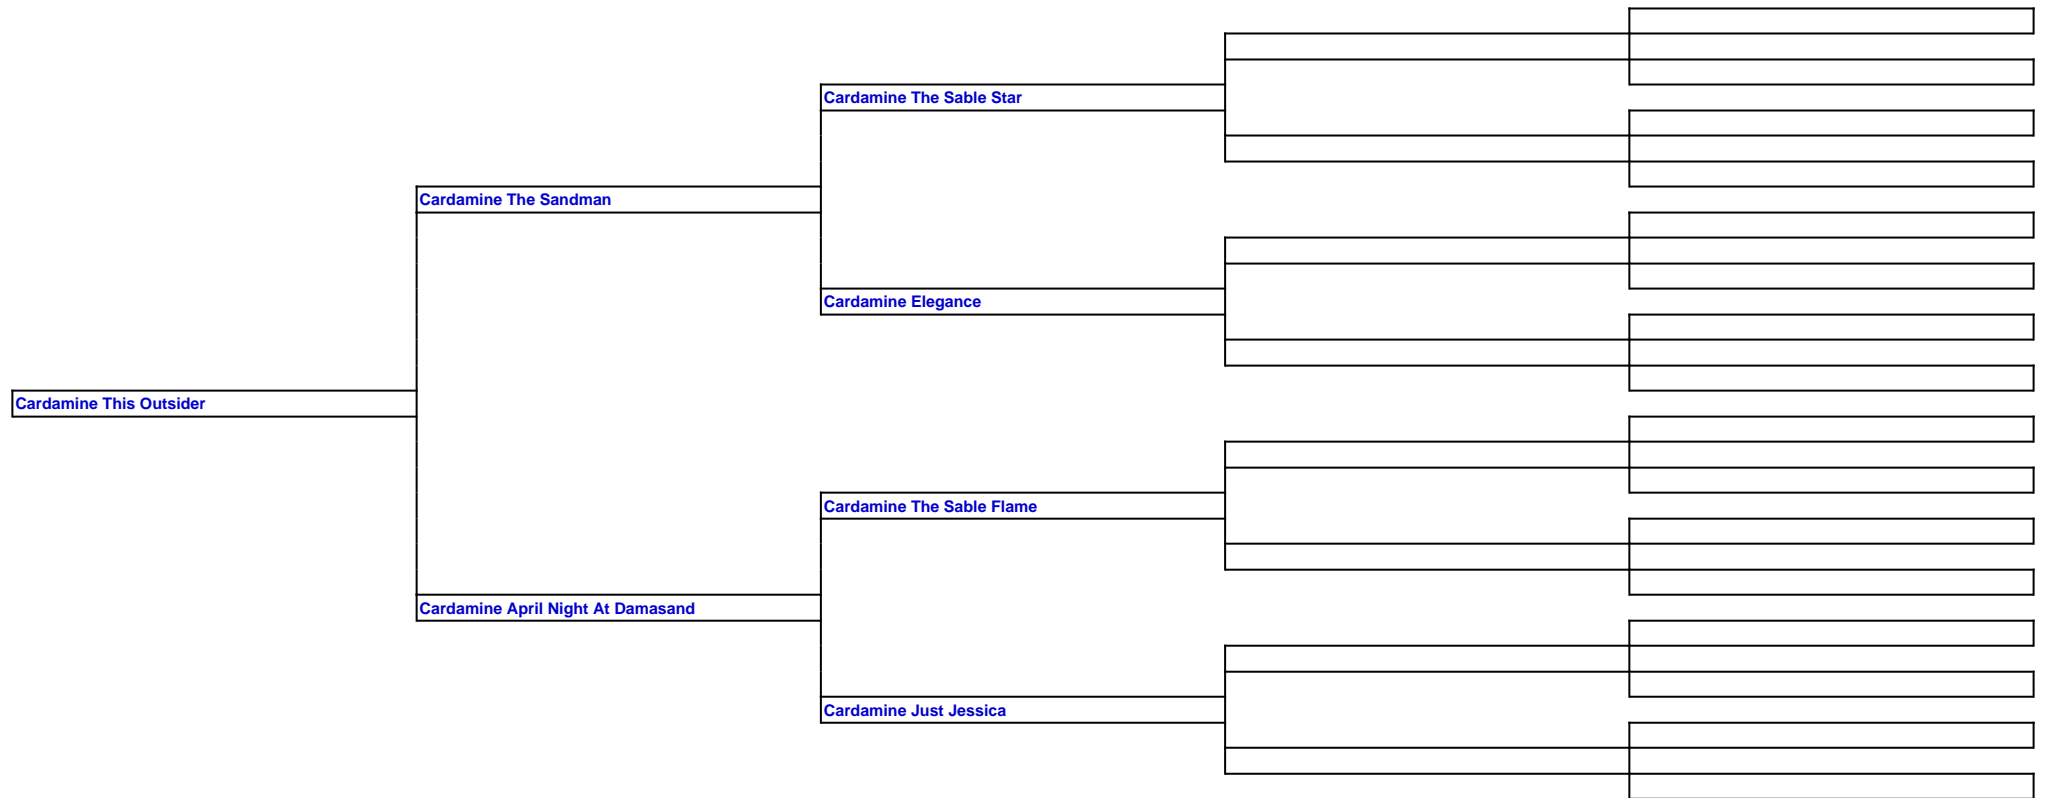 Cardamine The Sable Star
Cardamine The Sandman
Cardamine Elegance
Cardamine This Outsider
Cardamine The Sable Flame
Cardamine April Night At Damasand
Cardamine Just Jessica